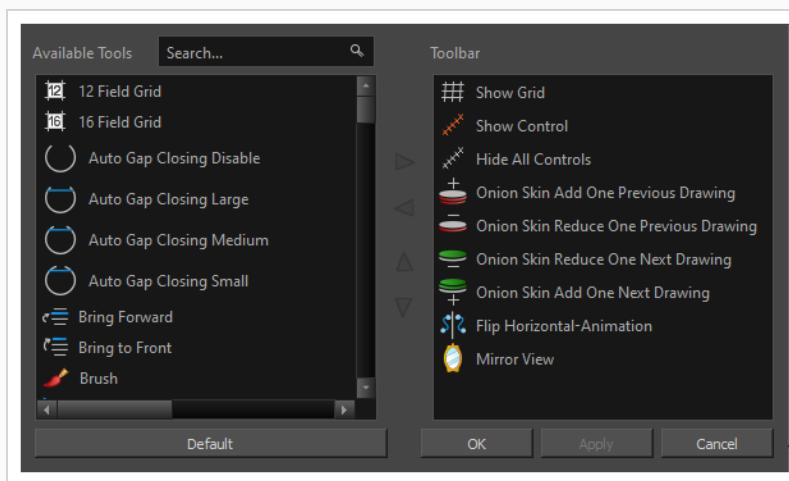 Available Tools
Search...
12 12 Field Grid
16 16 Field Grid
Auto Gap Closing Disable
Auto Gap Closing Large
Auto Gap Closing Medium
Auto Gap Closing Small
Bring Forward
Bring to Front
Brush
Default
Toolbar
Show Grid
Show Control
Hide All Controls
Onion Skin Add One Previous Drawing
Onion Skin Reduce One Previous Drawing
Onion Skin Reduce One Next Drawing
Onion Skin Add One Next Drawing
Flip Horizontal-Animation
Mirror View
OK
Apply
Cancel